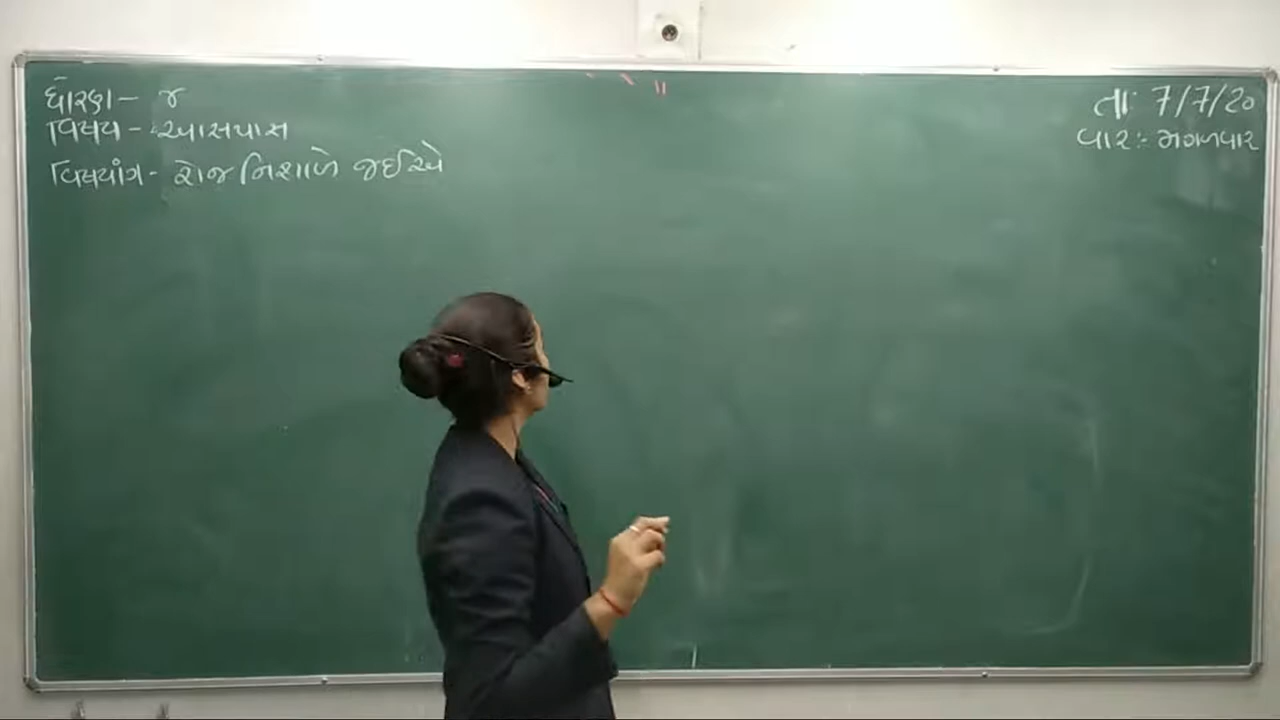 ધોરણ - ૪
વિષય - આસપાસ
વિષયાંગ - રોજ નિશાળે જઈએ
તા: 7/7/20
વાર :- મંગળવાર